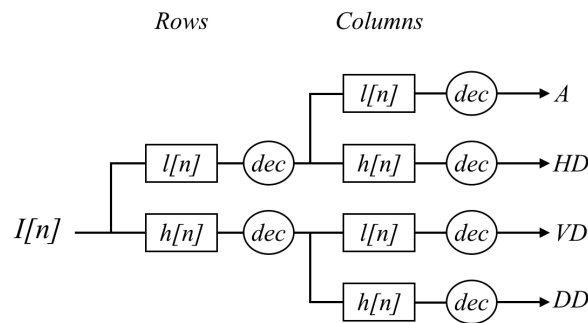 Rows Columns
l[n] dec A
l[n] dec h[n] dec HD
I[n] h[n] dec l[n] dec VD
h[n] dec DD